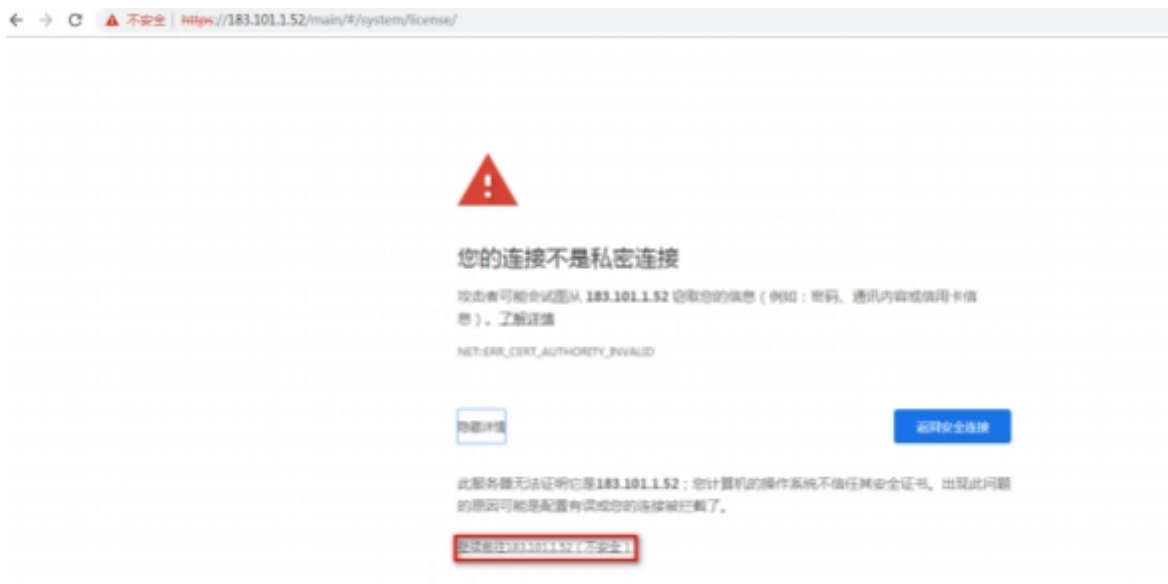 不安全 | https://183.101.1.52/main/#/system/license/
您的连接不是私密连接
攻击者可能会试图从 183.101.1.52 窃取您的信息（例如：密码、通讯内容或信用卡信
息）。了解详情
NET::ERR_CERT_AUTHORITY_INVALID
隐藏详情
返回安全连接
此服务器无法证明它是183.101.1.52；您计算机的操作系统不信任其安全证书。出现此问题
的原因可能是配置有误或您的连接被拦截了。
继续前往183.101.1.52（不安全）